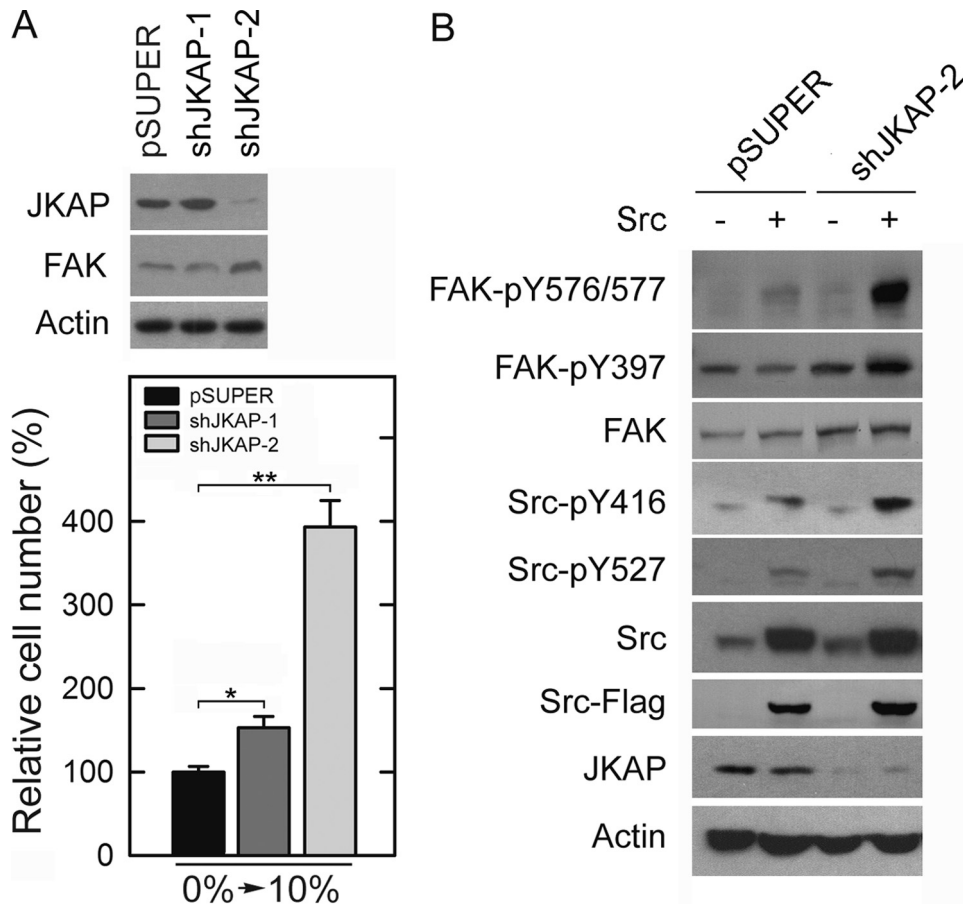 A
pSUPER
shJKAP-1
shJKAP-2
JKAP
FAK
Actin
Relative cell number (%)
pSUPER
shJKAP-1
shJKAP-2
**
*
400
300
200
100
0
0%➔10%
B
pSUPER
shJKAP-2
Src - + - +
FAK-pY576/577
FAK-pY397
FAK
Src-pY416
Src-pY527
Src
Src-Flag
JKAP
Actin